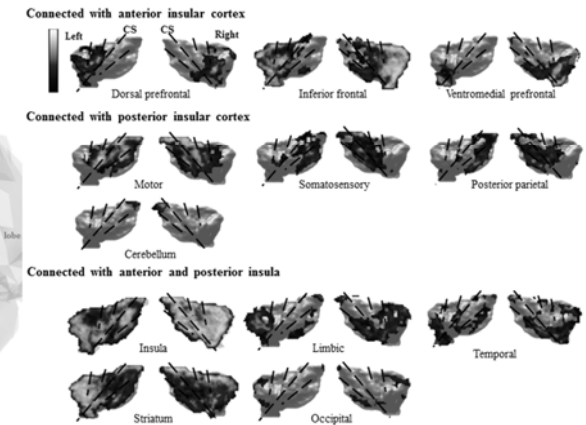 Connected with anterior insular cortex
Left CS CS Right
Dorsal prefrontal Inferior frontal Ventromedial prefrontal
Connected with posterior insular cortex
Motor Somatosensory Posterior parietal
lobe
Cerebellum
Connected with anterior and posterior insula
Insula Limbic Temporal
Striatum Occipital